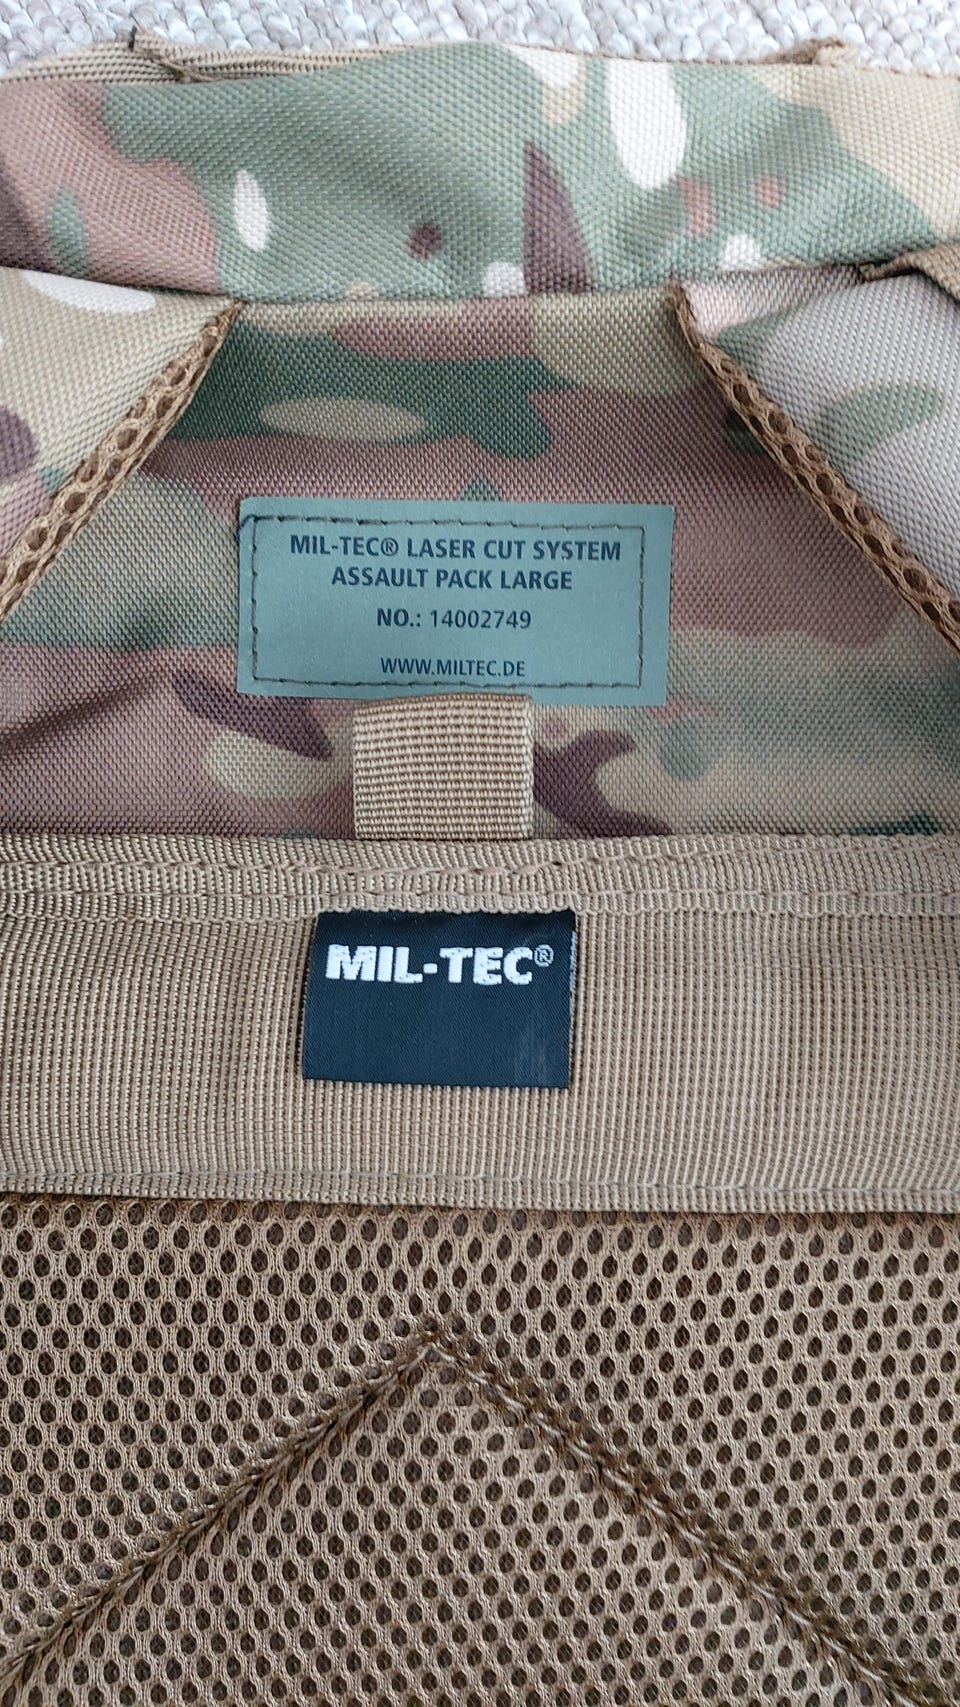 MIL-TEC® LASER CUT SYSTEM
ASSAULT PACK LARGE
NO.: 14002749
WWW.MILTEC.DE
MIL-TEC®